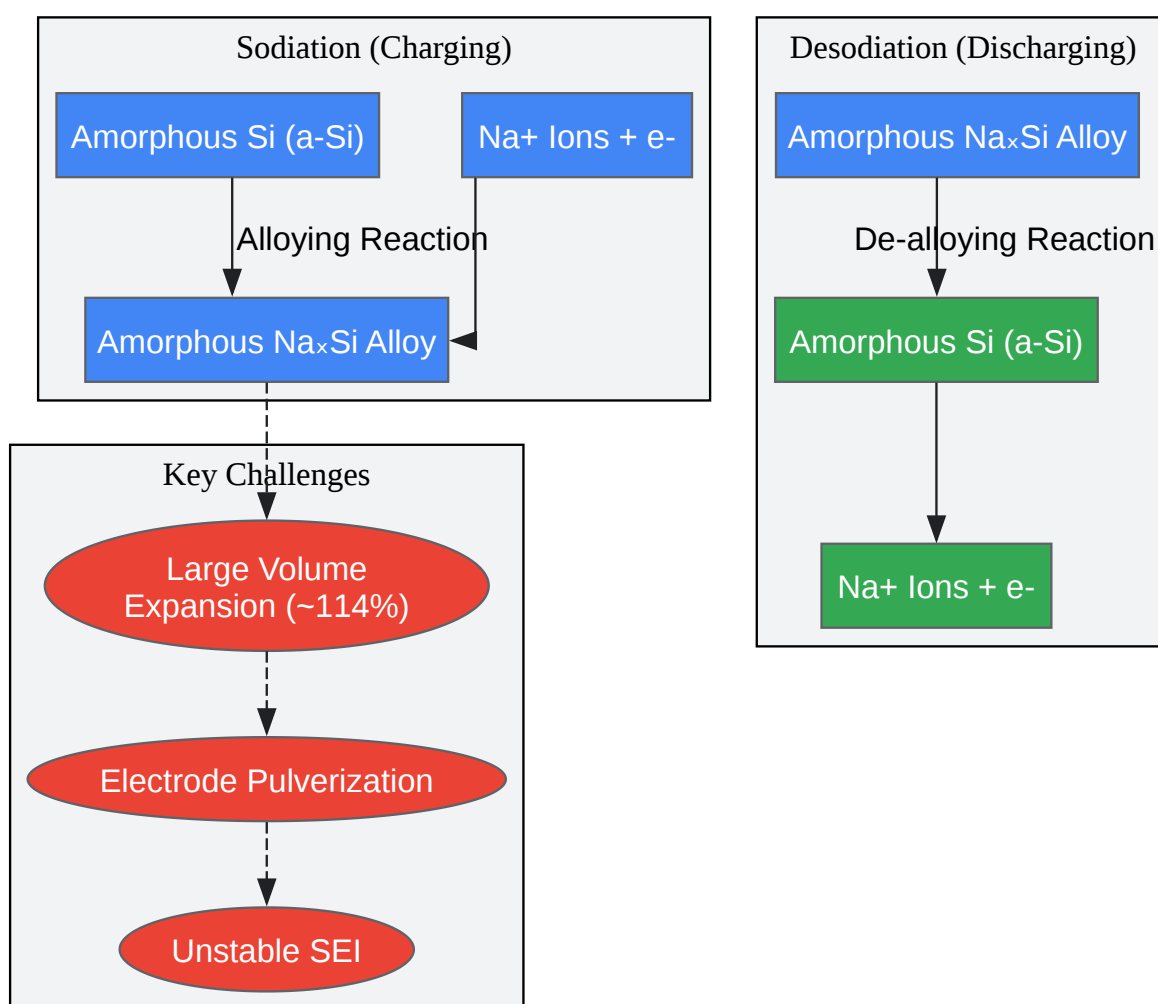 Sodiation (Charging)
Amorphous Si (a-Si)
Na+ Ions + e-
Alloying Reaction
Amorphous NaₓSi Alloy
Key Challenges
Large Volume
Expansion (~114%)
Electrode Pulverization
Unstable SEI
Desodiation (Discharging)
Amorphous NaₓSi Alloy
De-alloying Reaction
Amorphous Si (a-Si)
Na+ Ions + e-